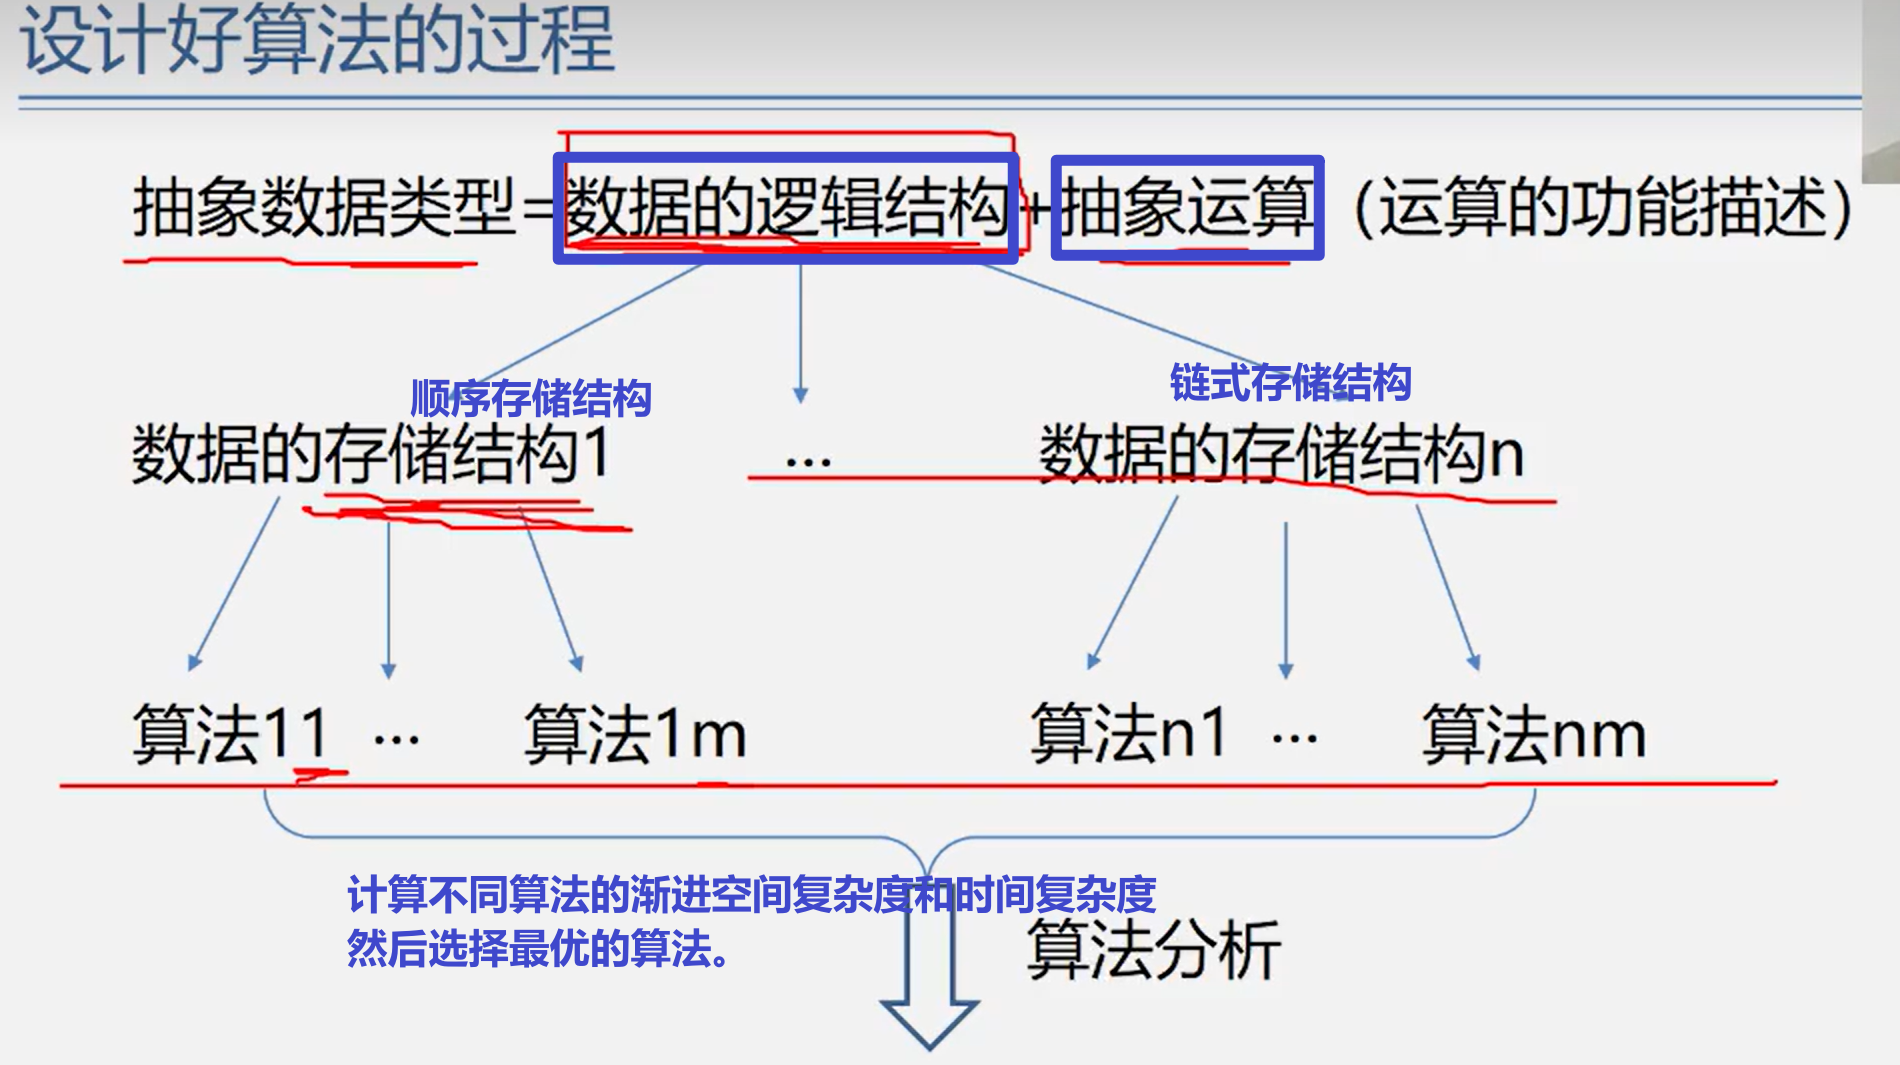 设计好算法的过程
抽象数据类型=数据的逻辑结构+抽象运算（运算的功能描述）
顺序存储结构
链式存储结构
数据的存储结构1 … 数据的存储结构n
算法11 … 算法1m 算法n1 … 算法nm
计算不同算法的渐进空间复杂度和时间复杂度
然后选择最优的算法。
算法分析